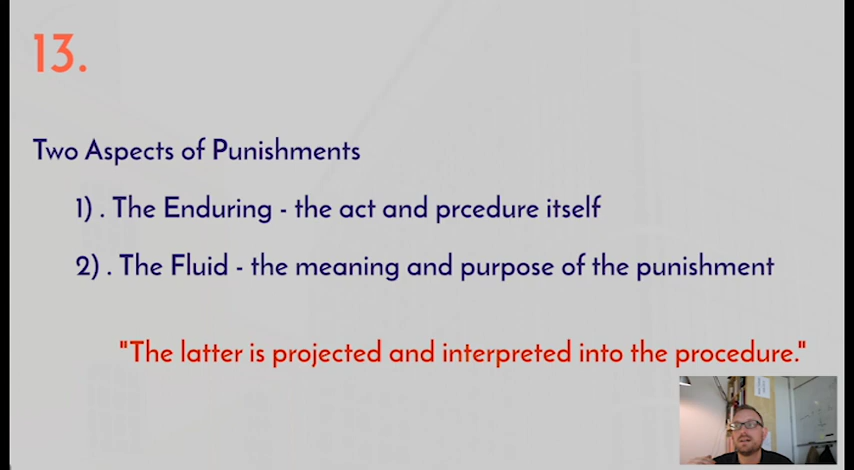 13.
Two Aspects of Punishments
1) . The Enduring - the act and prcedure itself
2) . The Fluid - the meaning and purpose of the punishment
"The latter is projected and interpreted into the procedure."